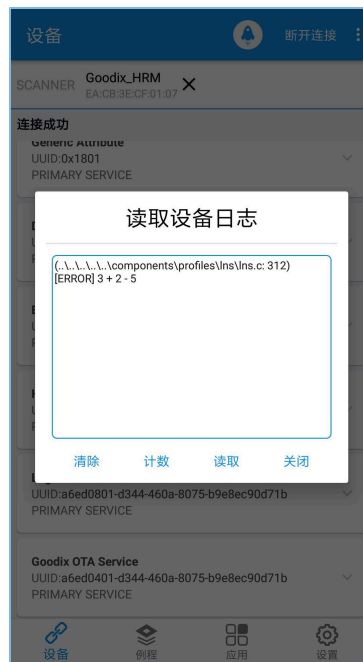 设备
断开连接
SCANNER
Goodix_HRM
EA:CB:3E:CF:01:07
连接成功
Generic Attribute
UUID:0x1801
PRIMARY SERVICE
读取设备日志
(..\..\..\..\..\components\profiles\lns\lns.c: 312)
[ERROR] 3 + 2 - 5
清除
计数
读取
关闭
UUID:a6ed0801-d344-460a-8075-b9e8ec90d71b
PRIMARY SERVICE
Goodix OTA Service
UUID:a6ed0401-d344-460a-8075-b9e8ec90d71b
PRIMARY SERVICE
设备
例程
应用
设置